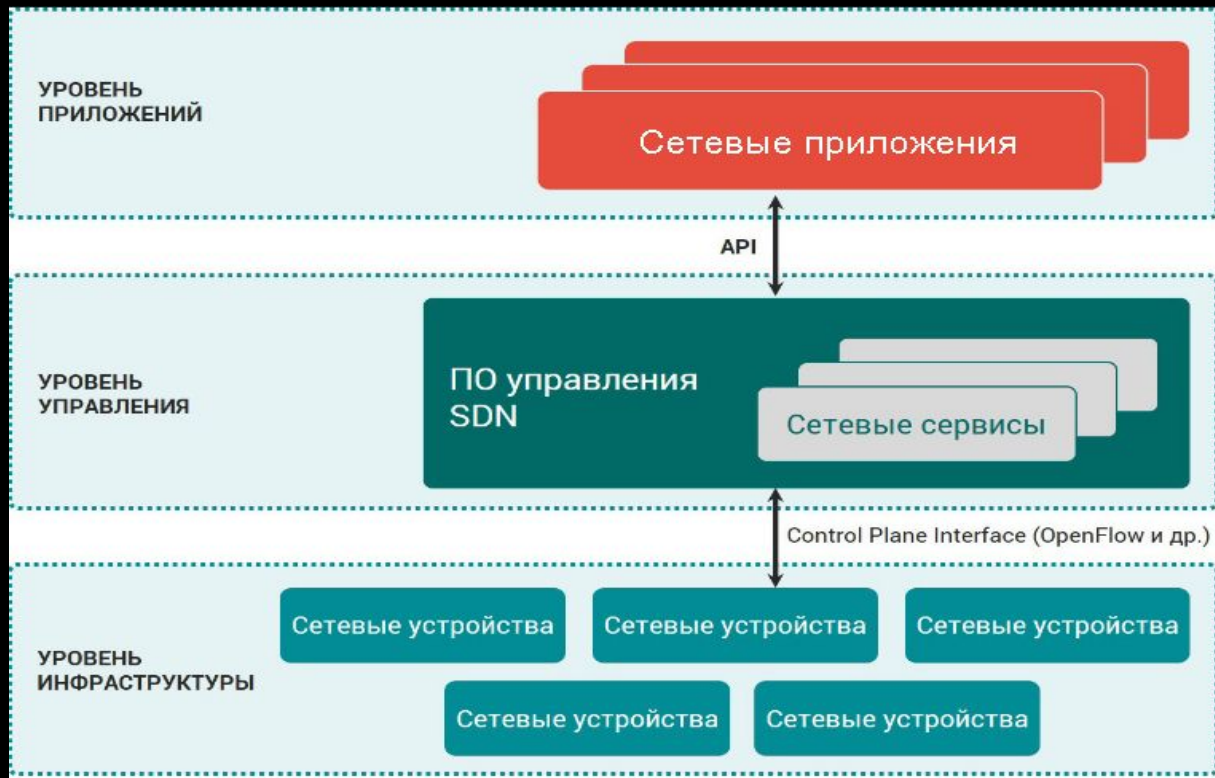 УРОВЕНЬ
ПРИЛОЖЕНИЙ
Сетевые приложения
API
УРОВЕНЬ
УПРАВЛЕНИЯ
ПО управления
SDN
Сетевые сервисы
Control Plane Interface (OpenFlow и др.)
УРОВЕНЬ
ИНФРАСТРУКТУРЫ
Сетевые устройства
Сетевые устройства
Сетевые устройства
Сетевые устройства
Сетевые устройства